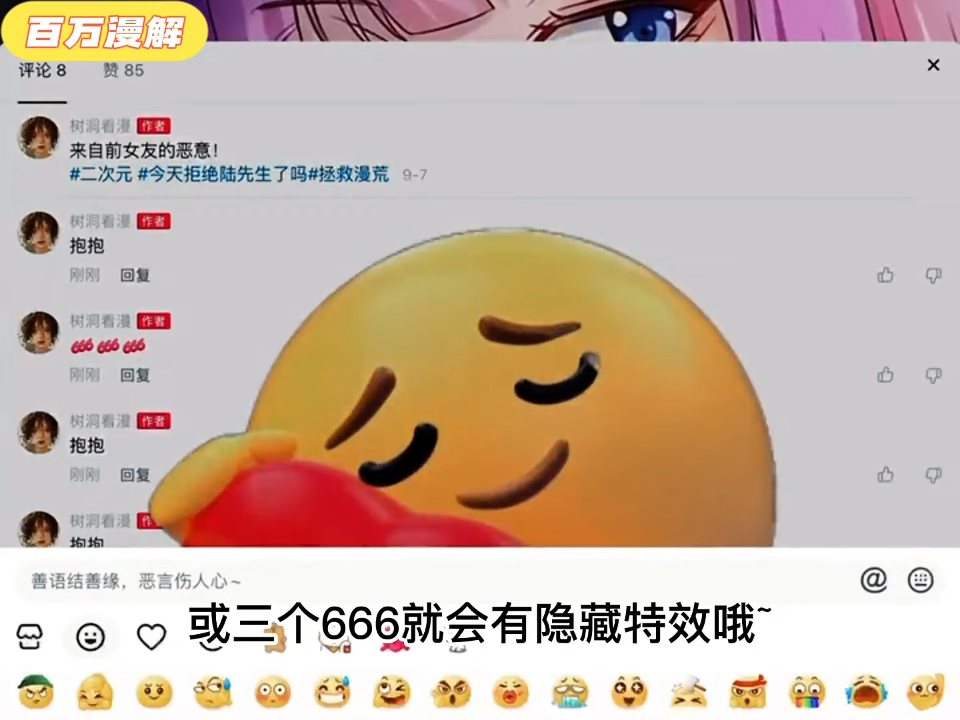 百万漫解
评论 8 赞 85
树洞看漫 作者
来自前女友的恶意！
#二次元 #今天拒绝陆先生了吗#拯救漫荒 9-7
树洞看漫 作者
抱抱
刚刚 回复
树洞看漫 作者
666 666 666
刚刚 回复
树洞看漫 作者
抱抱
刚刚 回复
树洞看漫
抱抱
善语结善缘，恶言伤人心～
@
或三个666就会有隐藏特效哦~